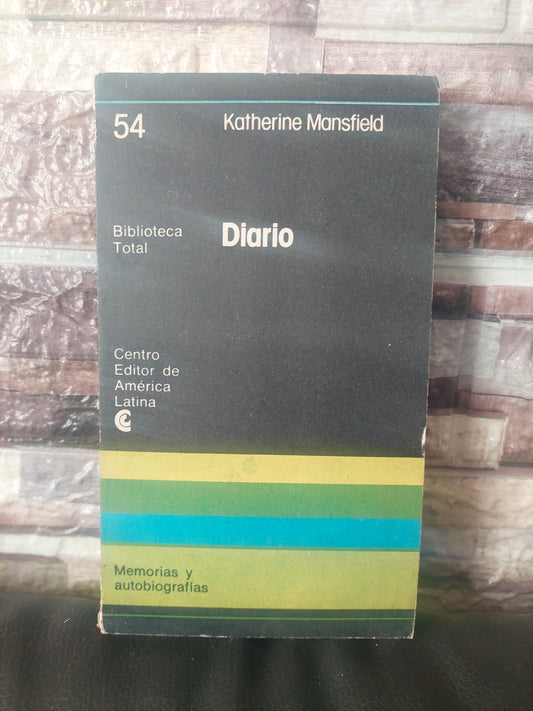 54
Katherine Mansfield
Biblioteca
Total
Diario
Centro
Editor de
América
Latina
Memorias y
autobiografías